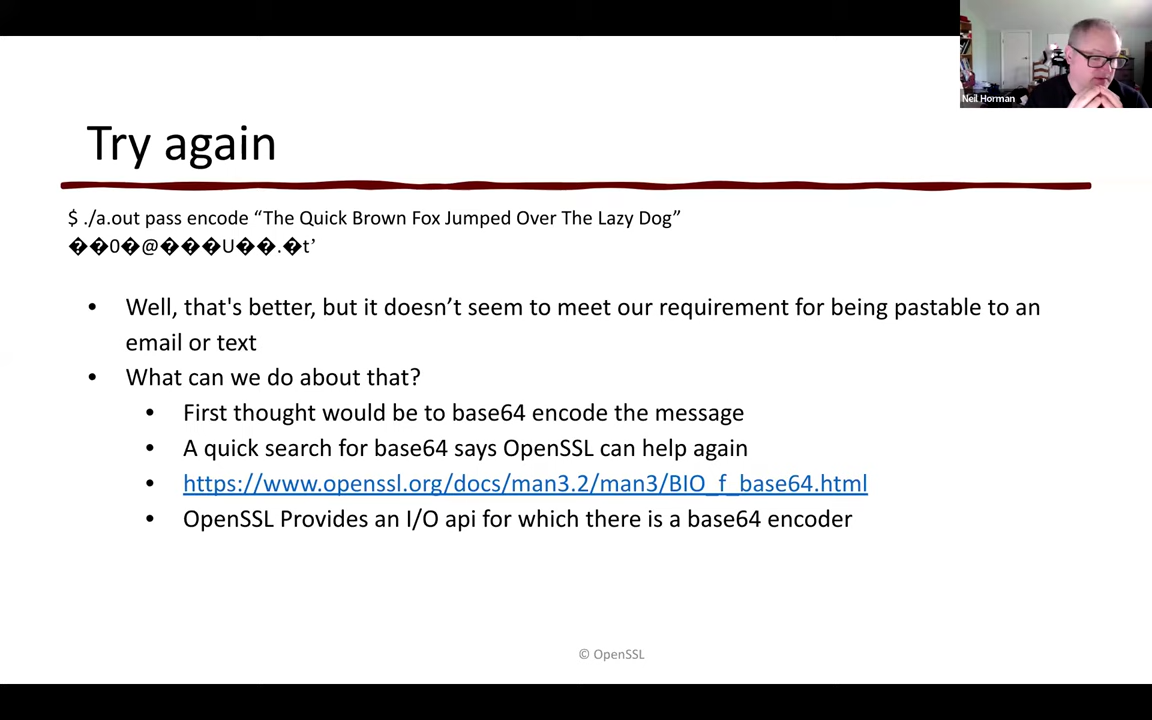 Neil Horman
Try again
$ ./a.out pass encode “The Quick Brown Fox Jumped Over The Lazy Dog”
��0�@���U��.�t’
• Well, that's better, but it doesn’t seem to meet our requirement for being pastable to an
email or text
• What can we do about that?
• First thought would be to base64 encode the message
• A quick search for base64 says OpenSSL can help again
• https://www.openssl.org/docs/man3.2/man3/BIO_f_base64.html
• OpenSSL Provides an I/O api for which there is a base64 encoder
© OpenSSL